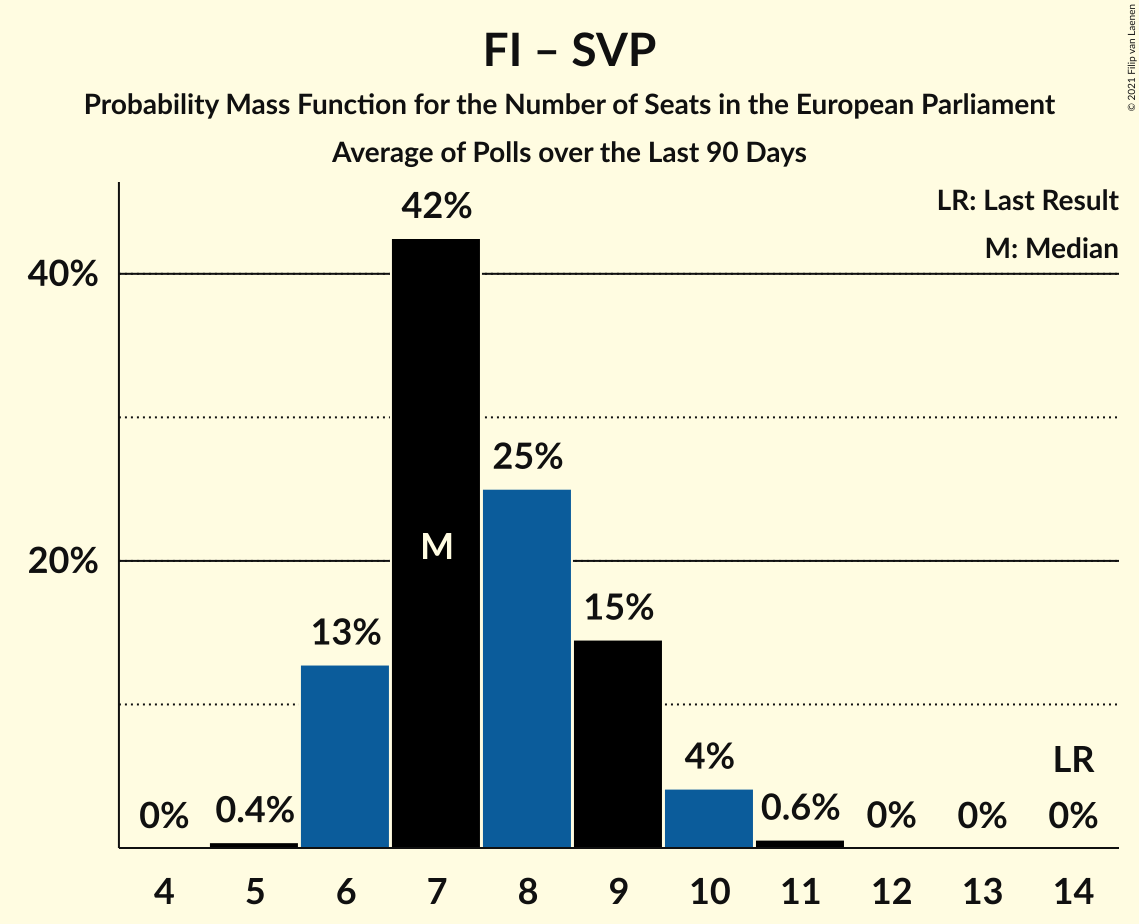 FI – SVP
Probability Mass Function for the Number of Seats in the European Parliament
Average of Polls over the Last 90 Days
© 2021 Filip van Laenen
LR: Last Result
M: Median
40%
20%
42%
25%
M
15%
13%
4%
LR
0%
0.4%
0.6%
0%
0%
0%
4 5 6 7 8 9 10 11 12 13 14